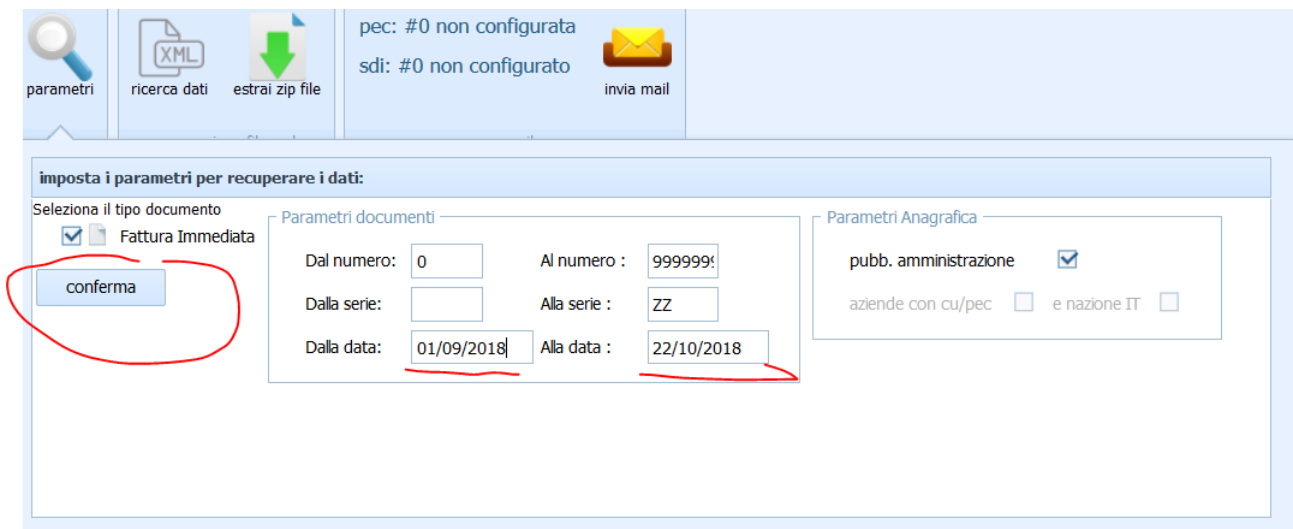 pec: #0 non configurata
sdi: #0 non configurato
XML
parametri
ricerca dati
estrai zip file
invia mail
imposta i parametri per recuperare i dati:
Seleziona il tipo documento
Fattura Immediata
conferma
Parametri documenti
Dal numero: 0 Al numero : 9999999
Dalla serie: Alla serie : ZZ
Dalla data: 01/09/2018 Alla data : 22/10/2018
Parametri Anagrafica
pubb. amministrazione
aziende con cu/pec e nazione IT